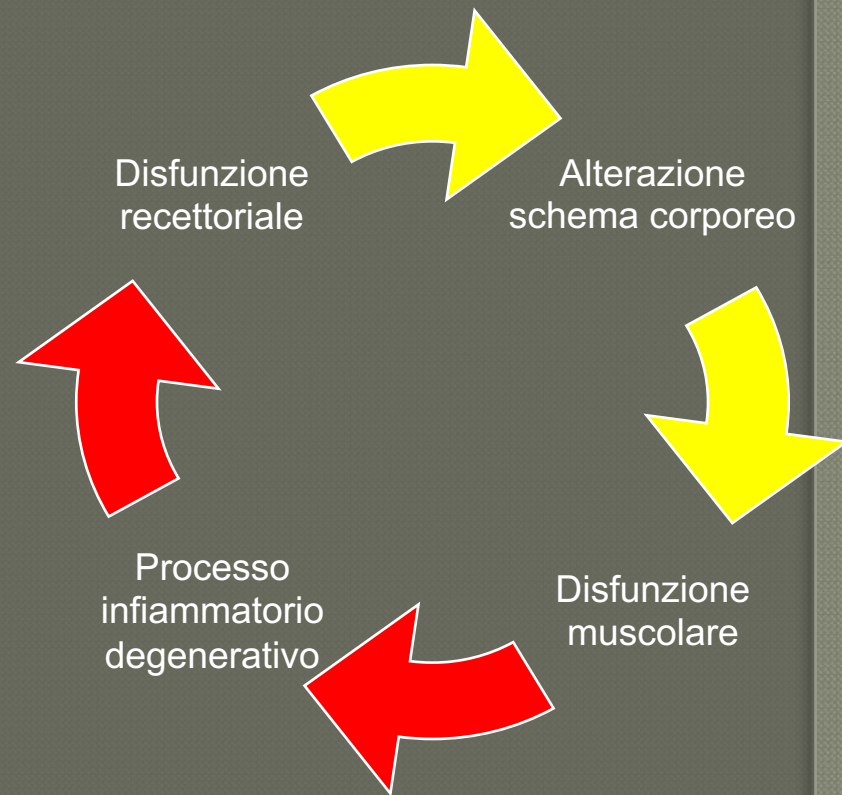 Disfunzione
recettoriale
Alterazione
schema corporeo
Disfunzione
muscolare
Processo
infiammatorio
degenerativo